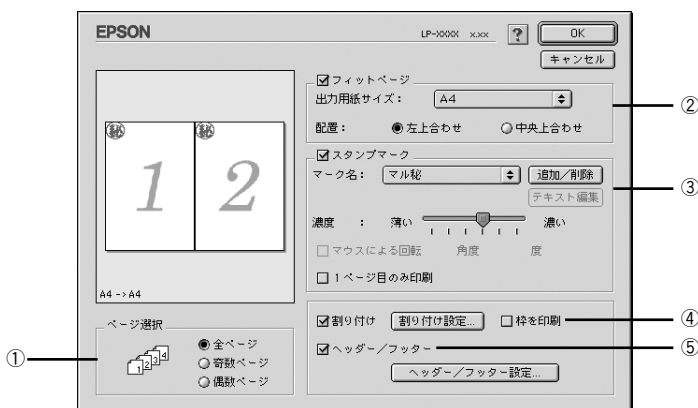 EPSON
LP-XXXX x.xx
?
OK
キャンセル
㊙
㊙
1
2
A4 -> A4
フィットページ
出力用紙サイズ： A4
配置： 左上合わせ 中央上合わせ
②
スタンプマーク
マーク名： マル秘 追加／削除
テキスト編集
③
濃度 ： 薄い 濃い
マウスによる回転 角度 度
1ページ目のみ印刷
割り付け 割り付け設定... 枠を印刷
④
ヘッダー／フッター
⑤
ヘッダー／フッター設定...
ページ選択
①
1 2 3 4
全ページ
奇数ページ
偶数ページ